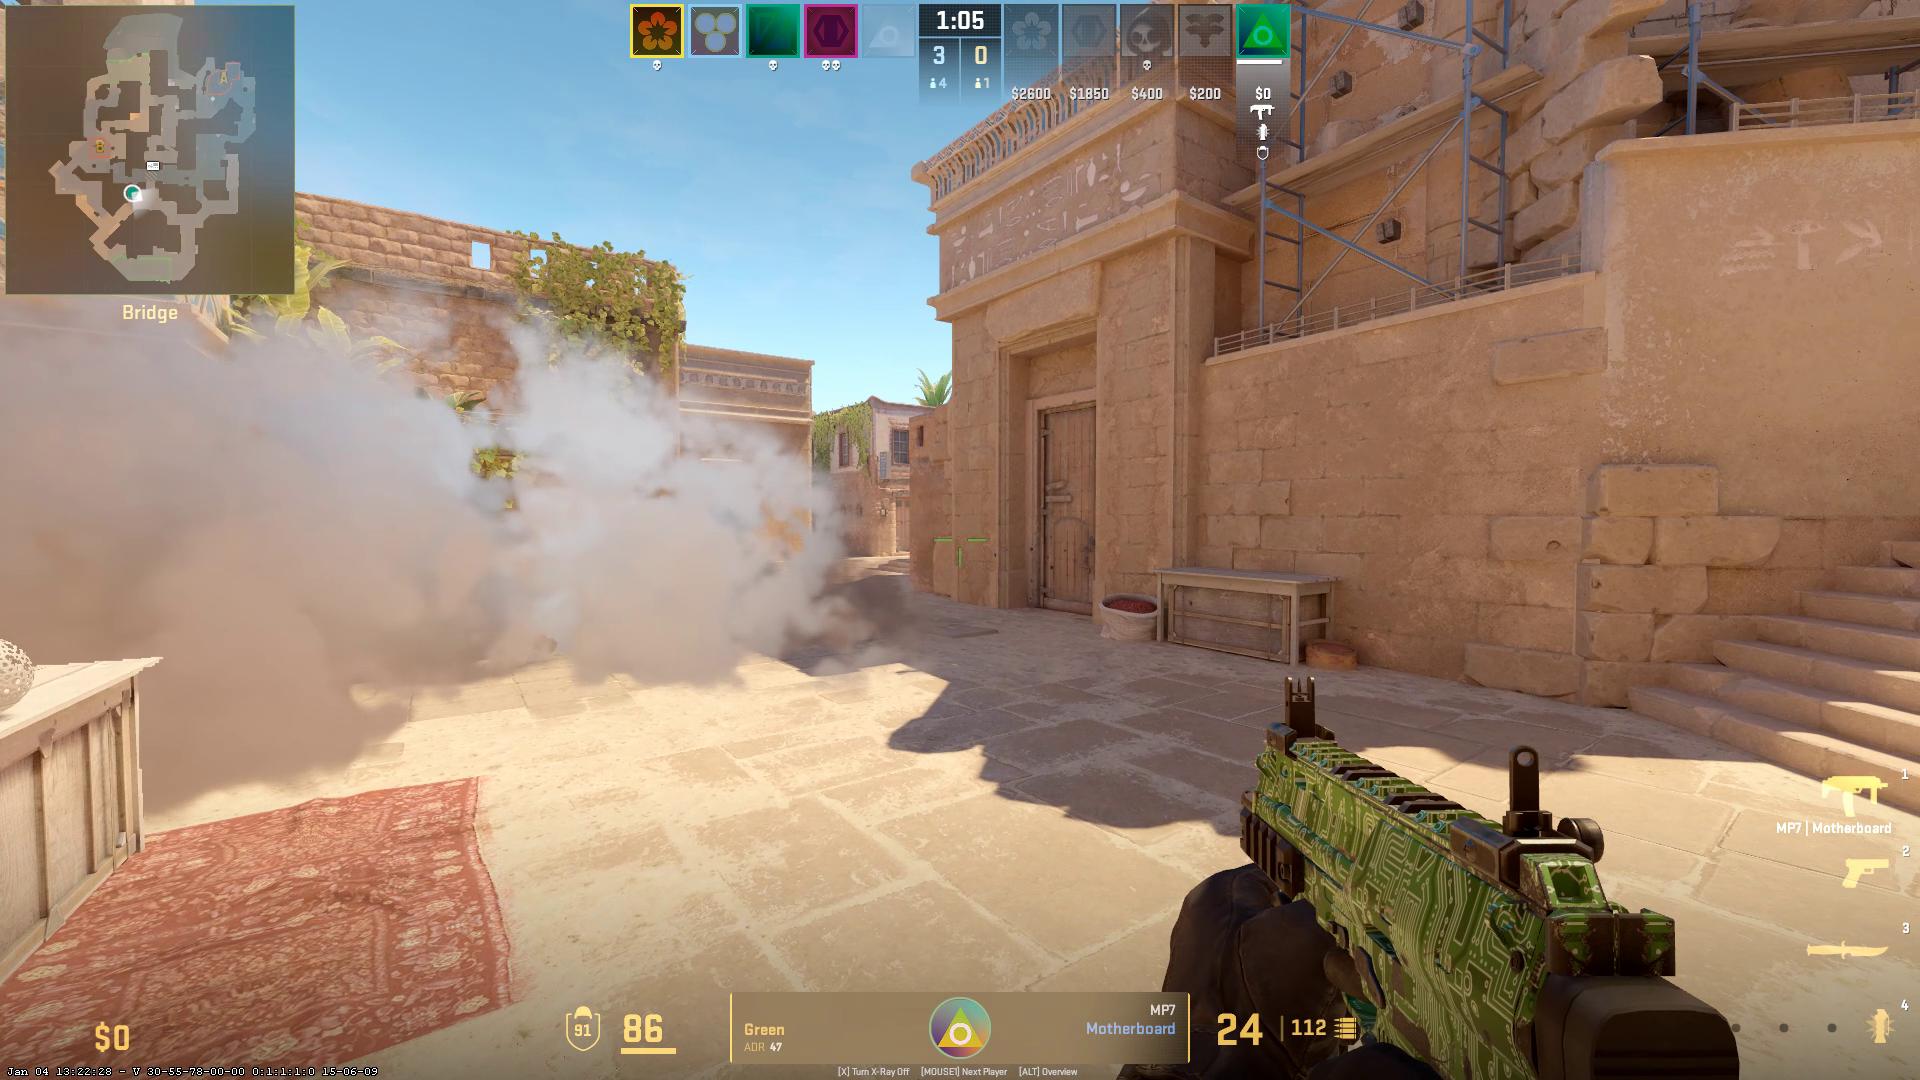 1:05
3 0
4 1
$2600 $1850 $400 $200 $0
A
B
Bridge
1
MP7 | Motherboard
2
3
4
$0
91 86
Green
ADR 47
MP7
Motherboard
24 | 112
[X] Turn X-Ray Off [MOUSE1] Next Player [ALT] Overview
Jan 04 13:22:28 - V 30-55-78-00-00 0:1:1:1:0 15-06-09